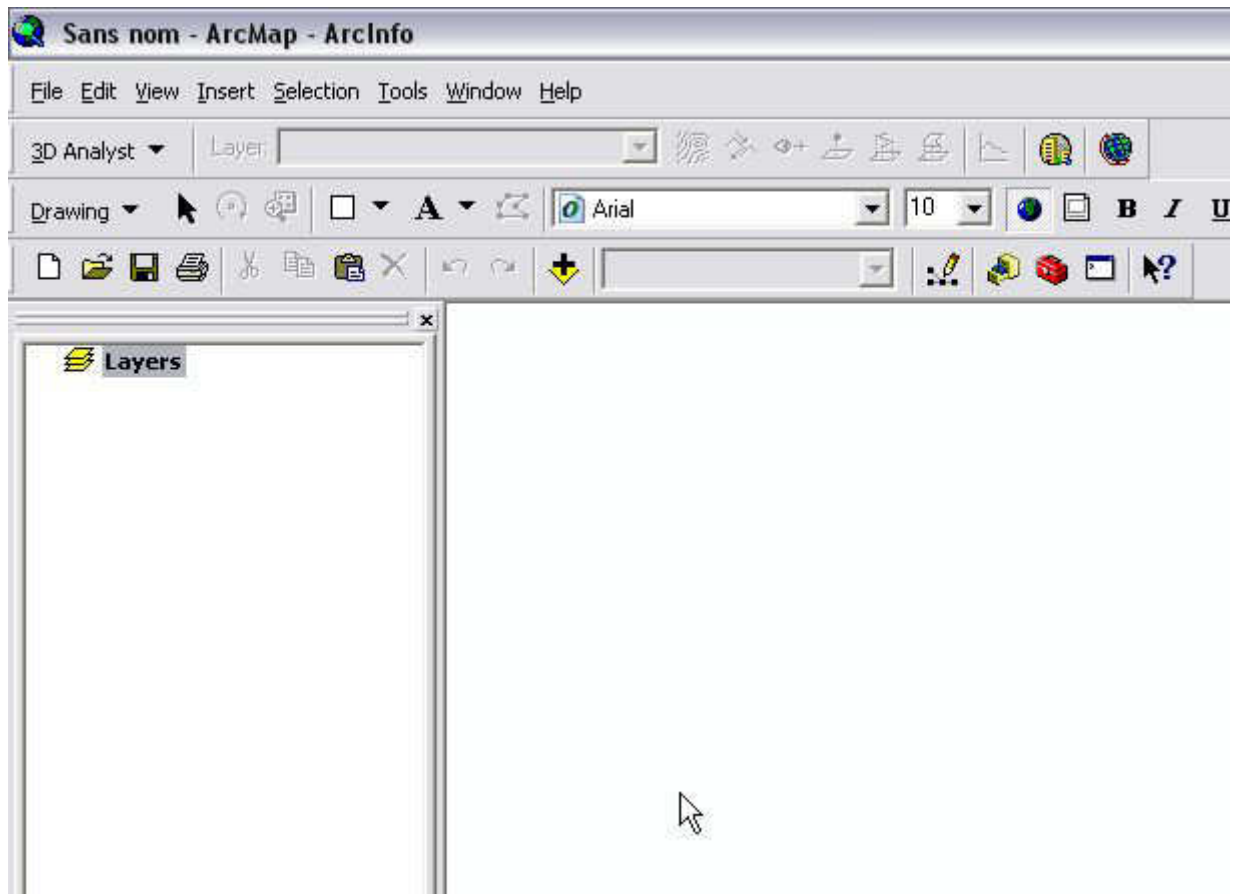 Sans nom - ArcMap - ArcInfo
File Edit View Insert Selection Tools Window Help
3D Analyst Layer:
Drawing A Arial 10 B I U
Layers